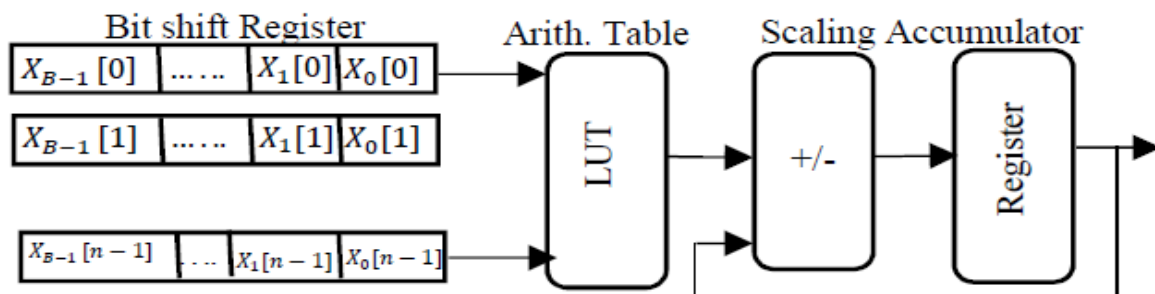 Bit shift Register
Arith. Table
Scaling Accumulator
X_{B-1} [0] ...... X_1[0] X_0[0]
X_{B-1} [1] ...... X_1[1] X_0[1]
X_{B-1} [n − 1] .... X_1[n − 1] X_0[n − 1]
LUT
+/-
Register